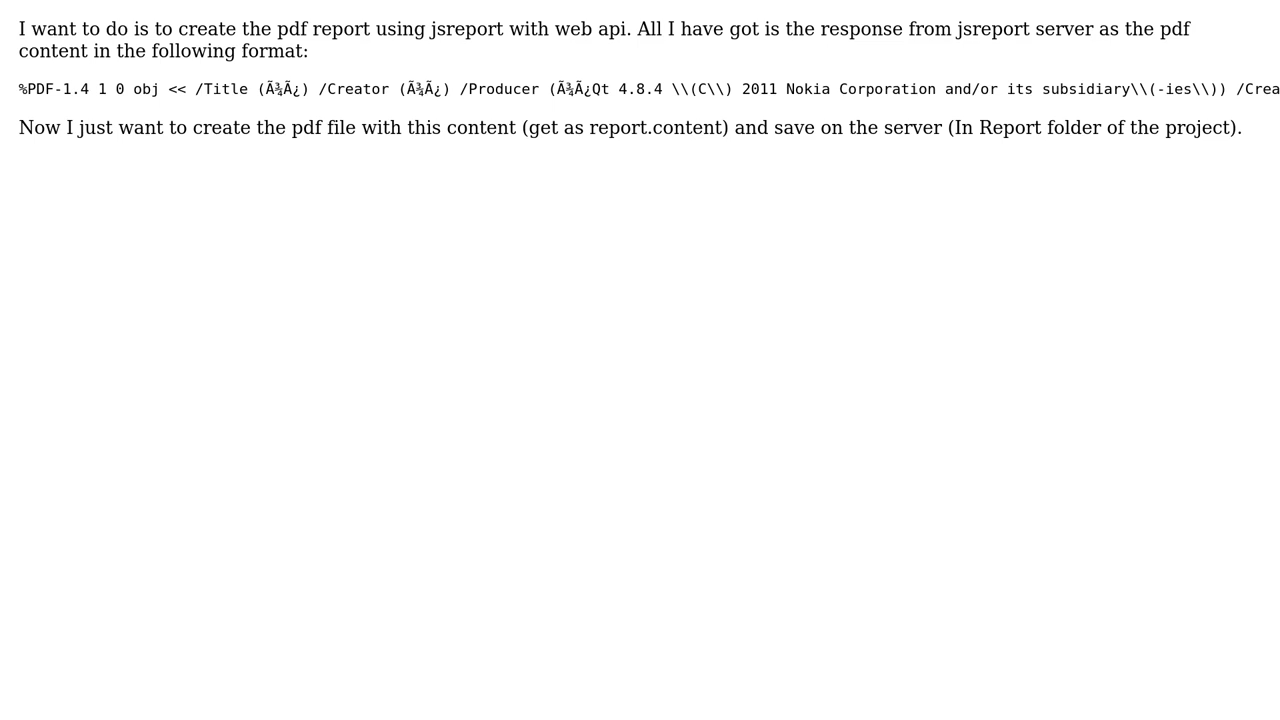 I want to do is to create the pdf report using jsreport with web api. All I have got is the response from jsreport server as the pdf
content in the following format:
%PDF-1.4 1 0 obj << /Title (Ã¾Ã¿) /Creator (Ã¾Ã¿) /Producer (Ã¾Ã¿Qt 4.8.4 \\(C\\) 2011 Nokia Corporation and/or its subsidiary\\(-ies\\)) /Crea
Now I just want to create the pdf file with this content (get as report.content) and save on the server (In Report folder of the project).